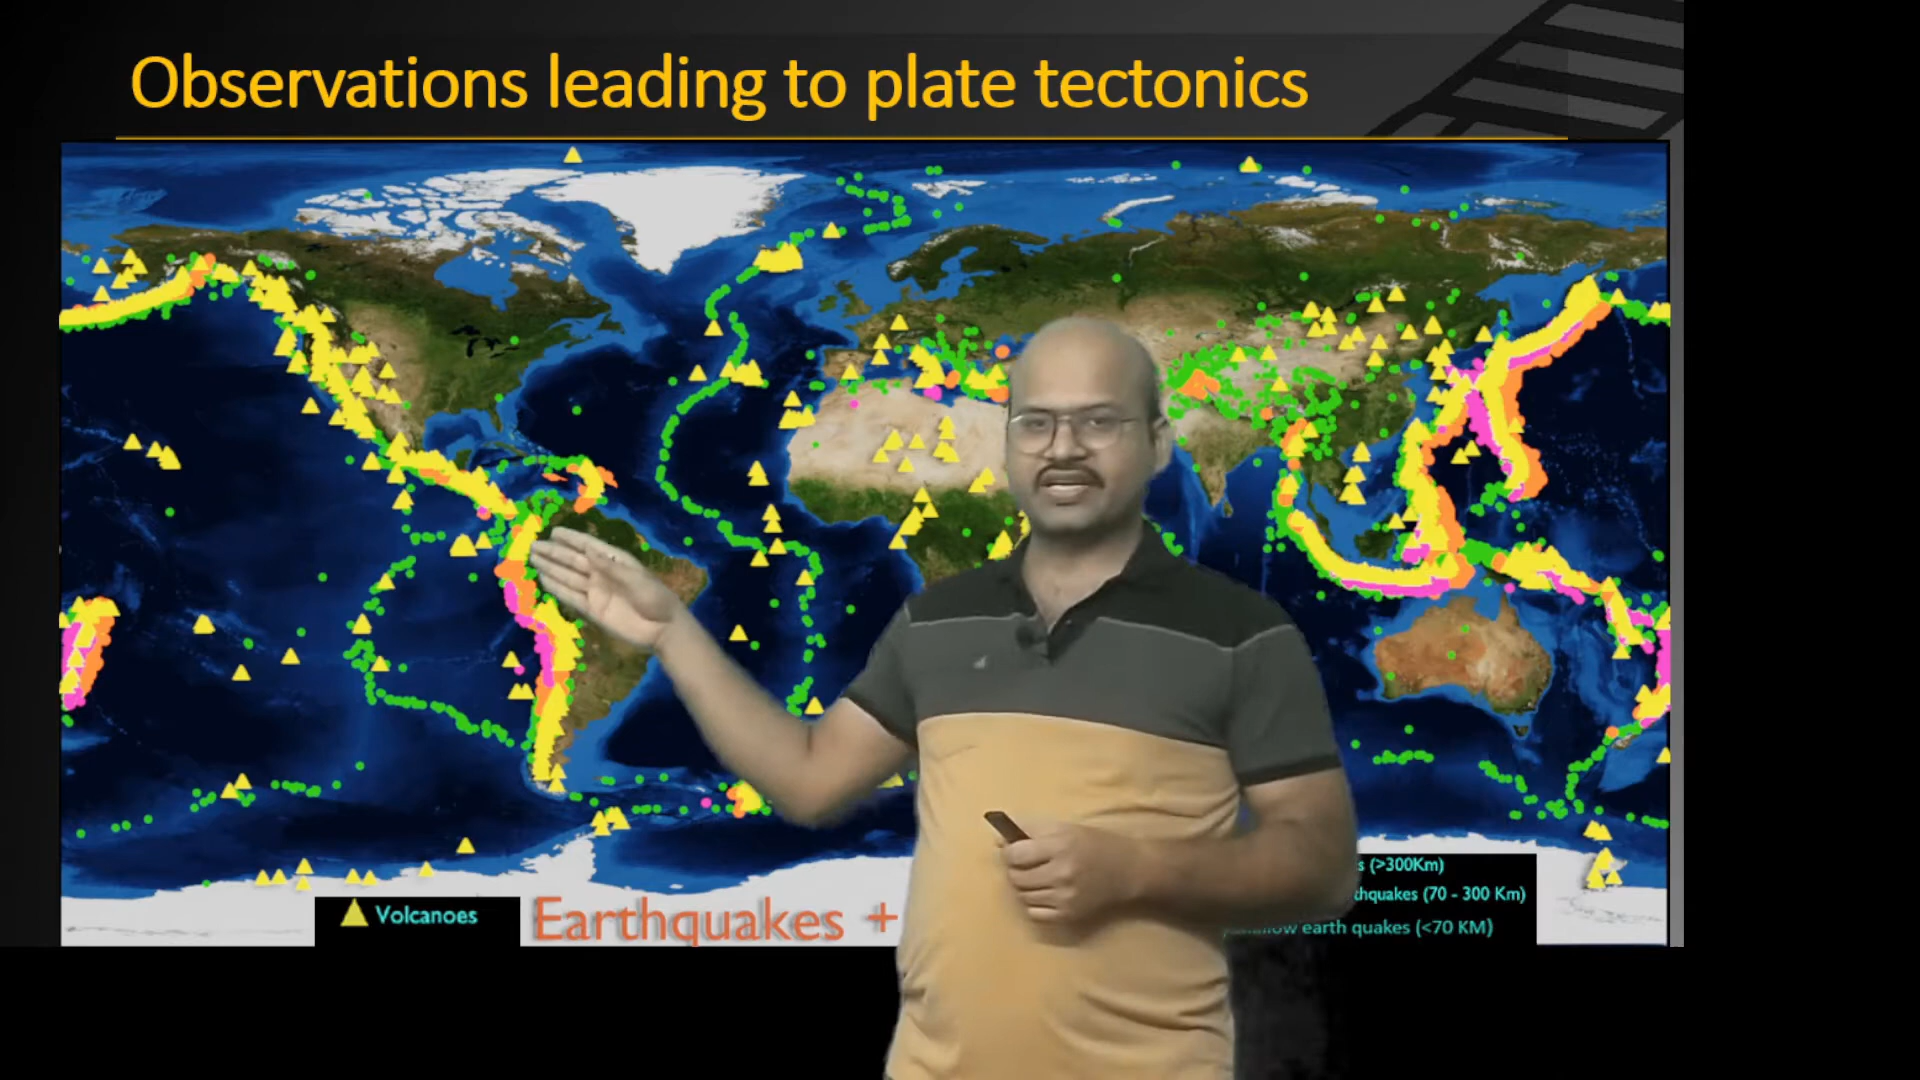 Observations leading to plate tectonics
s (>300Km)
thquakes (70 - 300 Km)
Volcanoes
Earthquakes +
earth quakes (<70 KM)